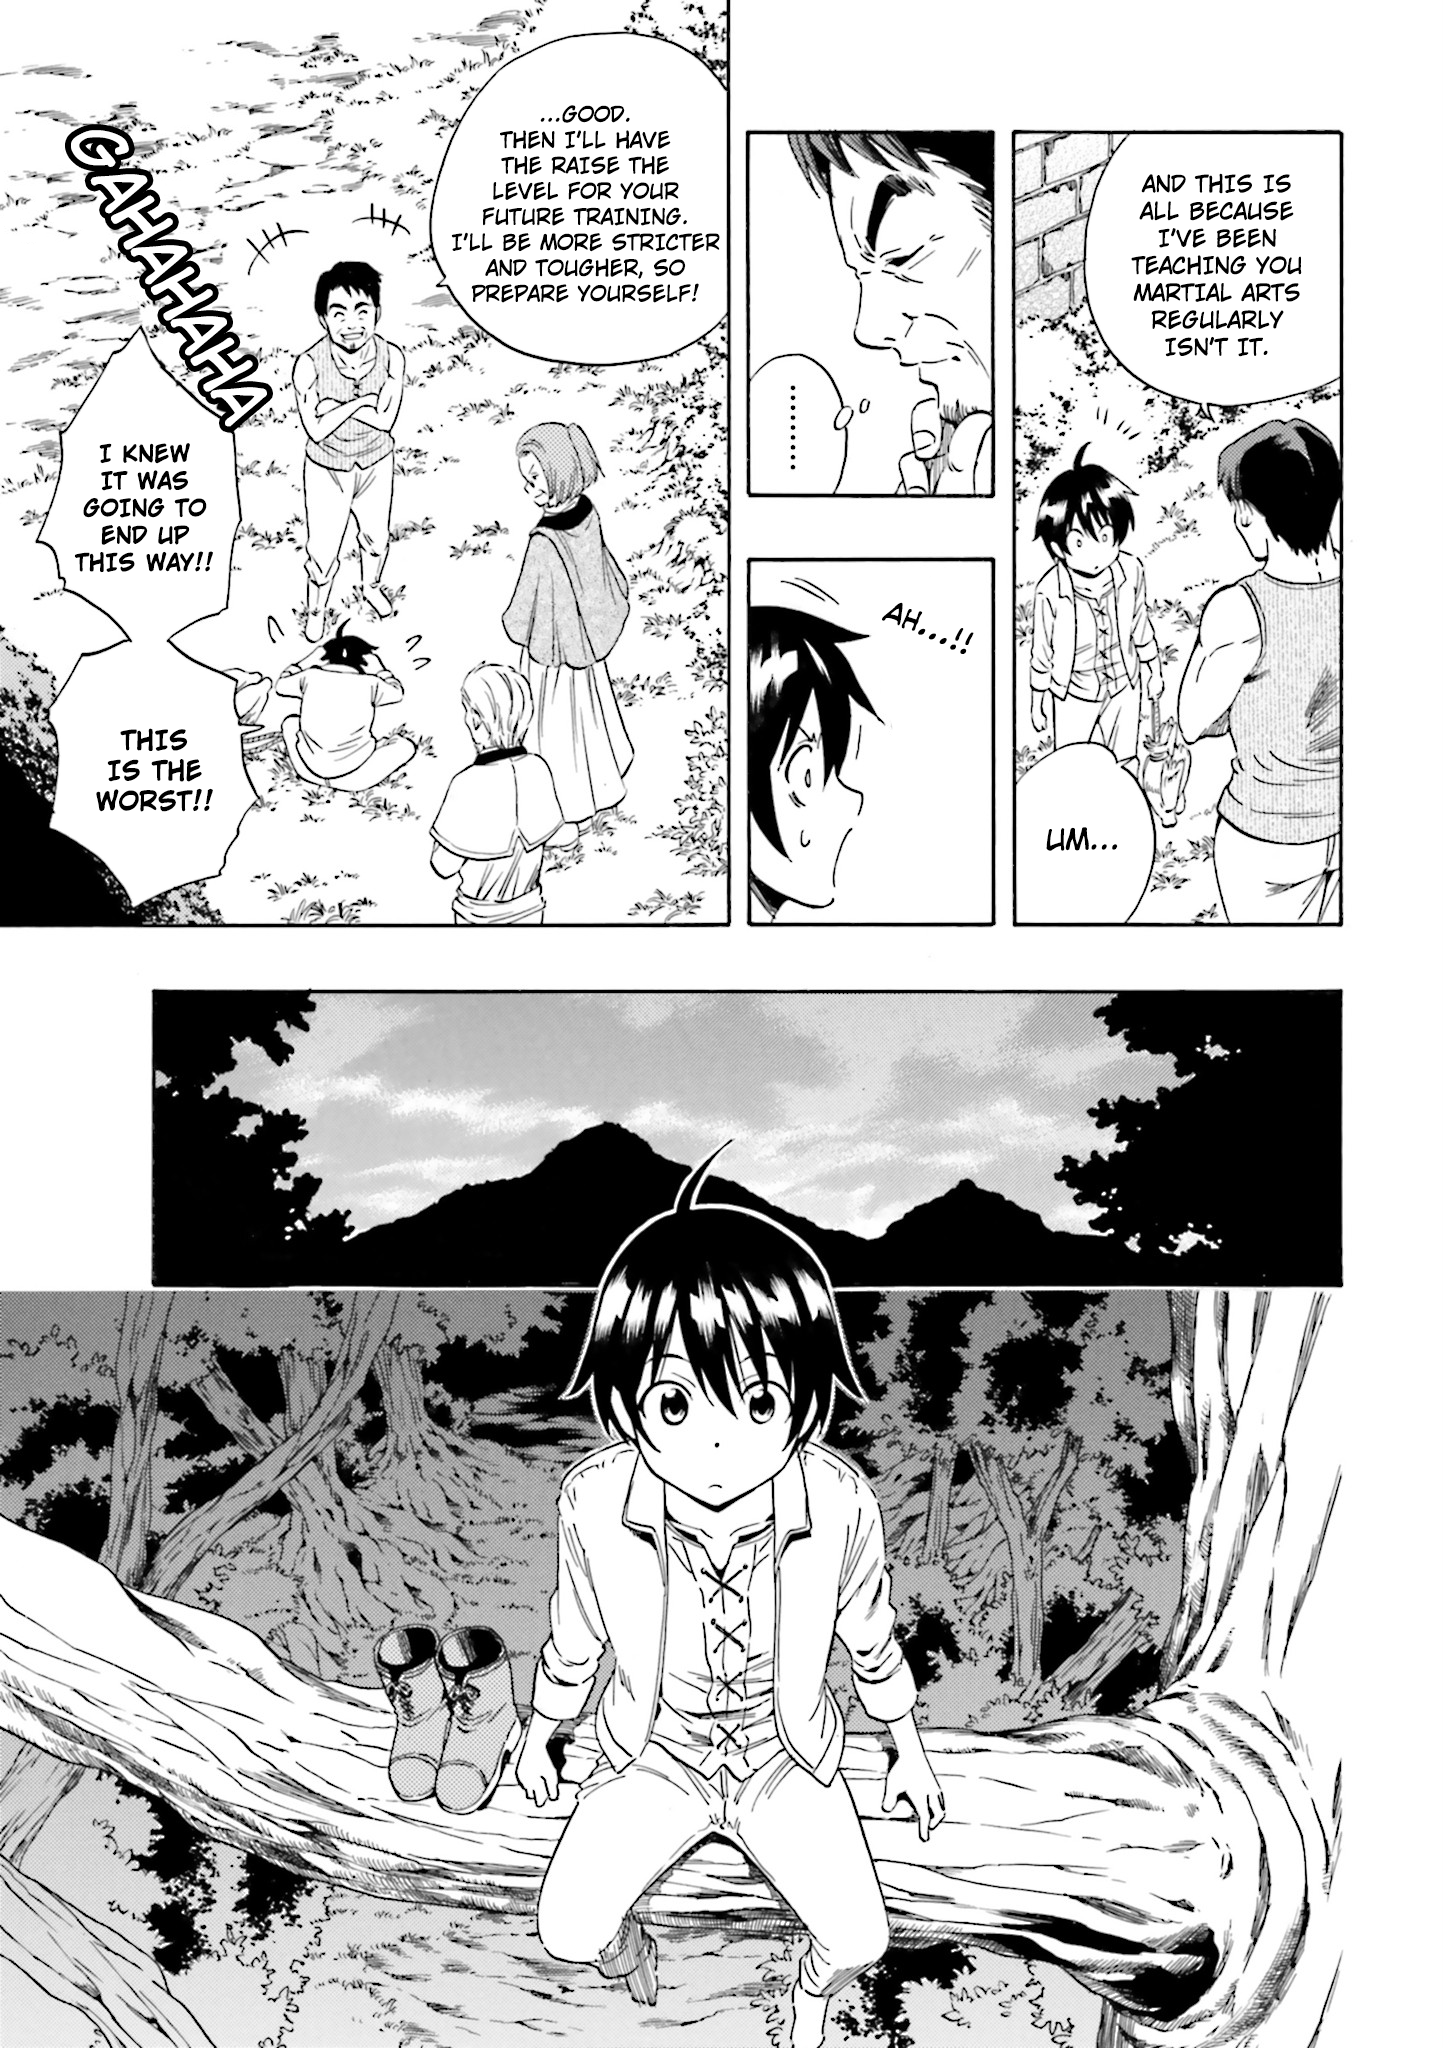 AND THIS IS
ALL BECAUSE
I'VE BEEN
TEACHING YOU
MARTIAL ARTS
REGULARLY
ISN'T IT.
UM...
.........
AH...!!
...GOOD.
THEN I'LL HAVE
THE RAISE THE
LEVEL FOR YOUR
FUTURE TRAINING.
I'LL BE MORE STRICTER
AND TOUGHER, SO
PREPARE YOURSELF!
GAHAHAHAHA
I KNEW
IT WAS
GOING TO
END UP
THIS WAY!!
THIS
IS THE
WORST!!